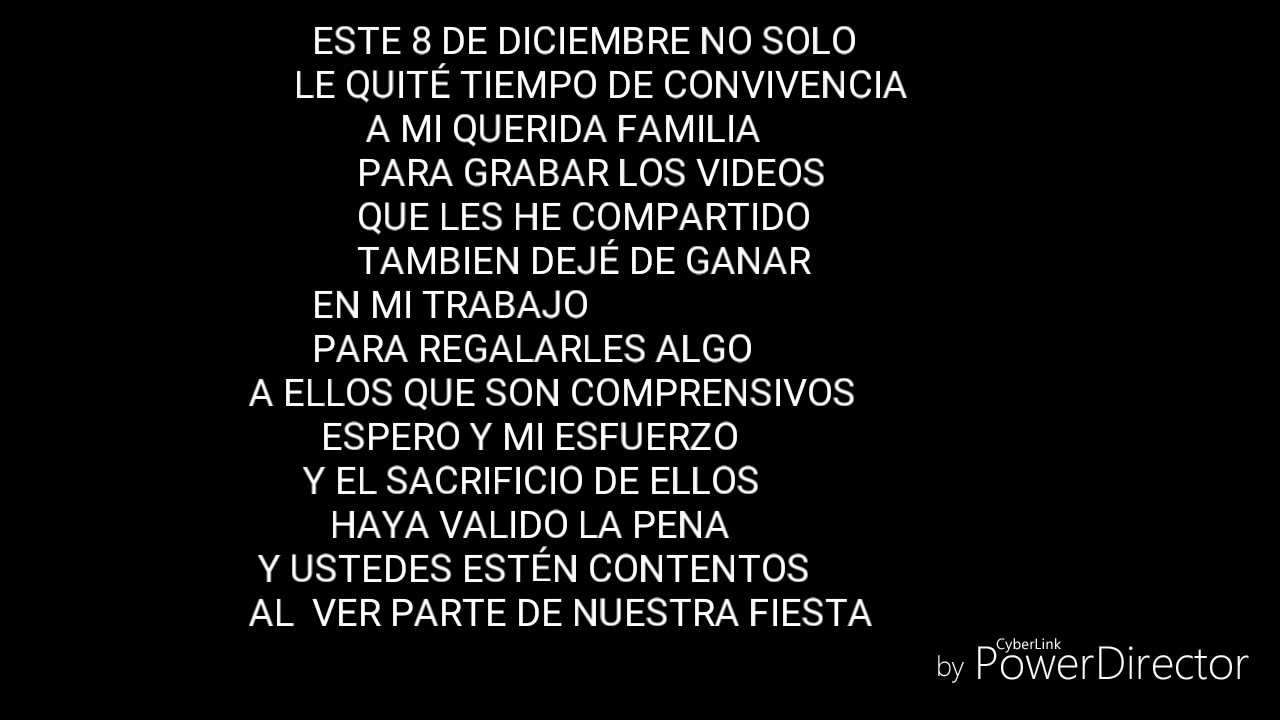 ESTE 8 DE DICIEMBRE NO SOLO
LE QUITÉ TIEMPO DE CONVIVENCIA
A MI QUERIDA FAMILIA
PARA GRABAR LOS VIDEOS
QUE LES HE COMPARTIDO
TAMBIEN DEJÉ DE GANAR
EN MI TRABAJO
PARA REGALARLES ALGO
A ELLOS QUE SON COMPRENSIVOS
ESPERO Y MI ESFUERZO
Y EL SACRIFICIO DE ELLOS
HAYA VALIDO LA PENA
Y USTEDES ESTÉN CONTENTOS
AL  VER PARTE DE NUESTRA FIESTA
CyberLink
by PowerDirector